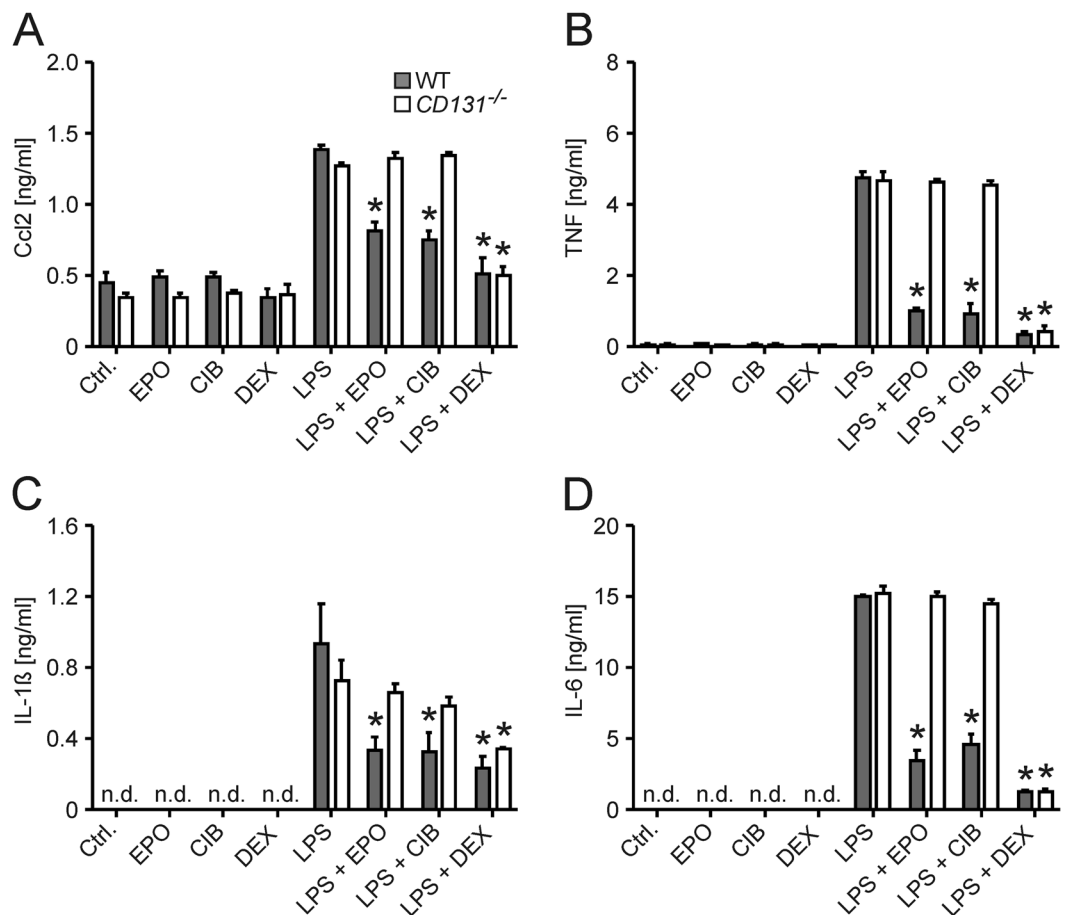 A
Ccl2 [ng/ml]
2.0
1.5
1.0
0.5
0
WT
CD131-/-
* * * *
Ctrl.
EPO
CIB
DEX
LPS
LPS + EPO
LPS + CIB
LPS + DEX
B
TNF [ng/ml]
8
6
4
2
0
* * * *
Ctrl.
EPO
CIB
DEX
LPS
LPS + EPO
LPS + CIB
LPS + DEX
C
IL-1ß [ng/ml]
1.6
1.2
0.8
0.4
0
n.d. n.d. n.d. n.d.
* * * *
Ctrl.
EPO
CIB
DEX
LPS
LPS + EPO
LPS + CIB
LPS + DEX
D
IL-6 [ng/ml]
20
15
10
5
0
n.d. n.d. n.d. n.d.
* * * *
Ctrl.
EPO
CIB
DEX
LPS
LPS + EPO
LPS + CIB
LPS + DEX